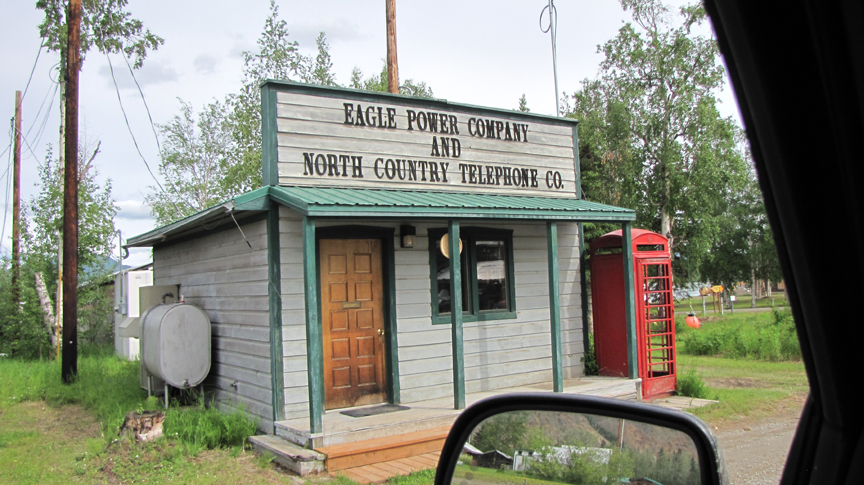 EAGLE POWER COMPANY
AND
NORTH COUNTRY TELEPHONE CO.